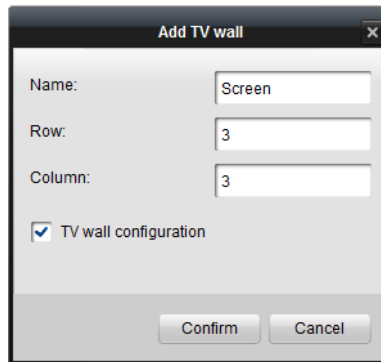 Add TV wall
Name: Screen
Row: 3
Column: 3
TV wall configuration
Confirm Cancel